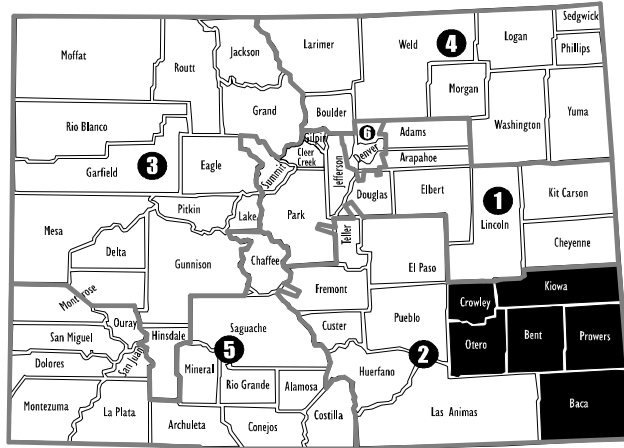 Moffat
Routt
Jackson
Larimer
Weld
4
Logan
Sedgwick
Phillips
Grand
Boulder
Morgan
Washington
Yuma
Rio Blanco
Garfield
3
Eagle
Summit
Gilpin
Clear
Creek
Jefferson
6
Denver
Adams
Arapahoe
Douglas
Elbert
1
Lincoln
Kit Carson
Cheyenne
Mesa
Pitkin
Lake
Park
Teller
El Paso
Delta
Gunnison
Chaffee
Fremont
Montrose
Ouray
San Miguel
Dolores
San Juan
Hinsdale
Saguache
5
Mineral
Rio Grande
Alamosa
Custer
Pueblo
2
Huerfano
Crowley
Kiowa
Otero
Bent
Prowers
Baca
Montezuma
La Plata
Archuleta
Conejos
Costilla
Las Animas